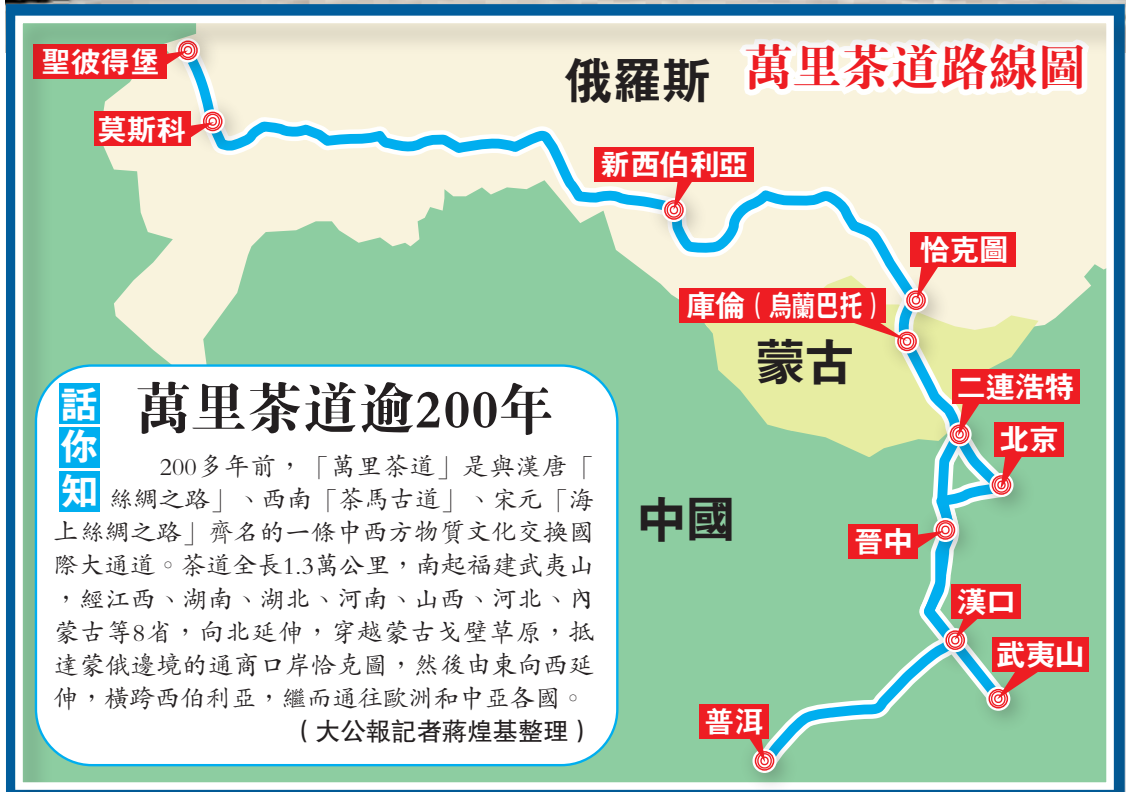 萬里茶道路線圖
俄羅斯
聖彼得堡
莫斯科
新西伯利亞
恰克圖
庫倫（烏蘭巴托）
蒙古
二連浩特
北京
中國
晉中
漢口
武夷山
普洱
話你知
萬里茶道逾200年
200多年前，「萬里茶道」是與漢唐「
絲綢之路」、西南「茶馬古道」、宋元「海
上絲綢之路」齊名的一條中西方物質文化交換國
際大通道。茶道全長1.3萬公里，南起福建武夷山
，經江西、湖南、湖北、河南、山西、河北、內
蒙古等8省，向北延伸，穿越蒙古戈壁草原，抵
達蒙俄邊境的通商口岸恰克圖，然後由東向西延
伸，橫跨西伯利亞，繼而通往歐洲和中亞各國。
（大公報記者蔣煌基整理）